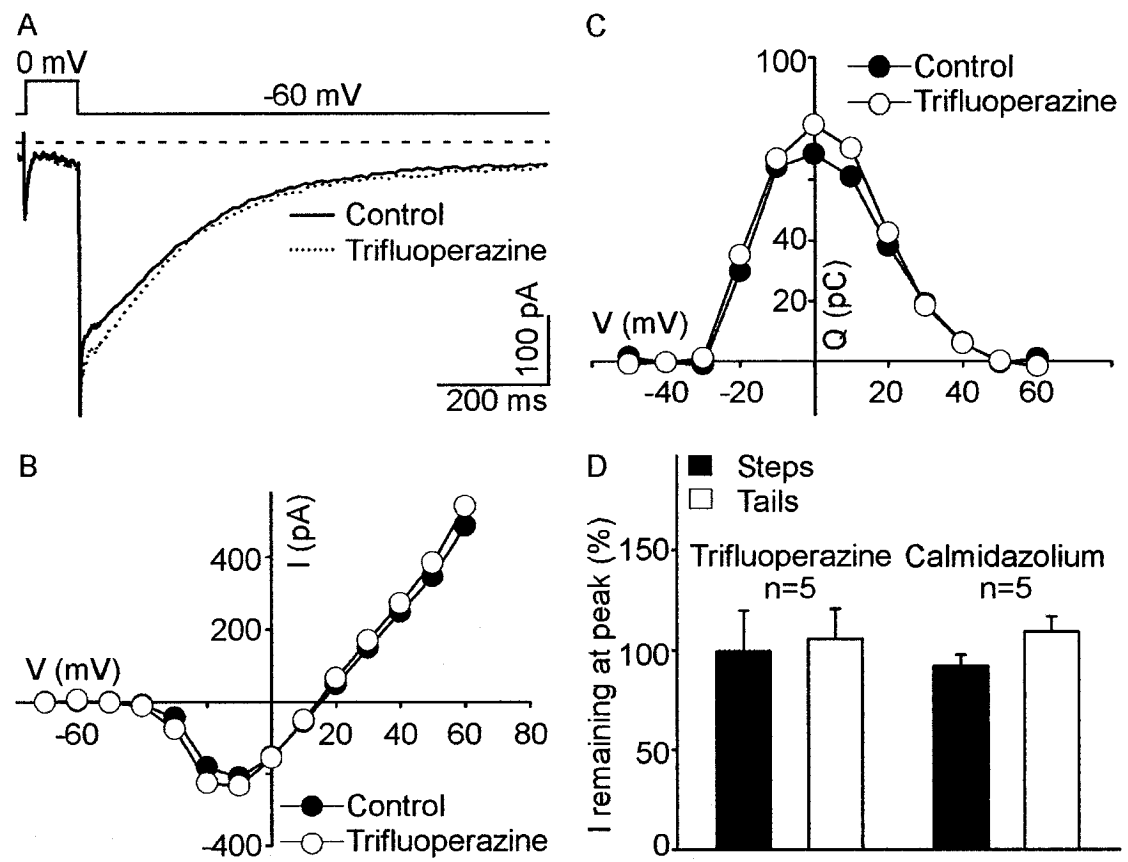 A
0 mV
-60 mV
Control
Trifluoperazine
100 pA
200 ms
B
I (pA)
400
200
V (mV)
-60
20
40
60
80
-400
Control
Trifluoperazine
C
100
Control
Trifluoperazine
40
20
Q (pC)
V (mV)
-40
-20
20
40
60
D
Steps
Tails
I remaining at peak (%)
150
100
50
0
Trifluoperazine
n=5
Calmidazolium
n=5